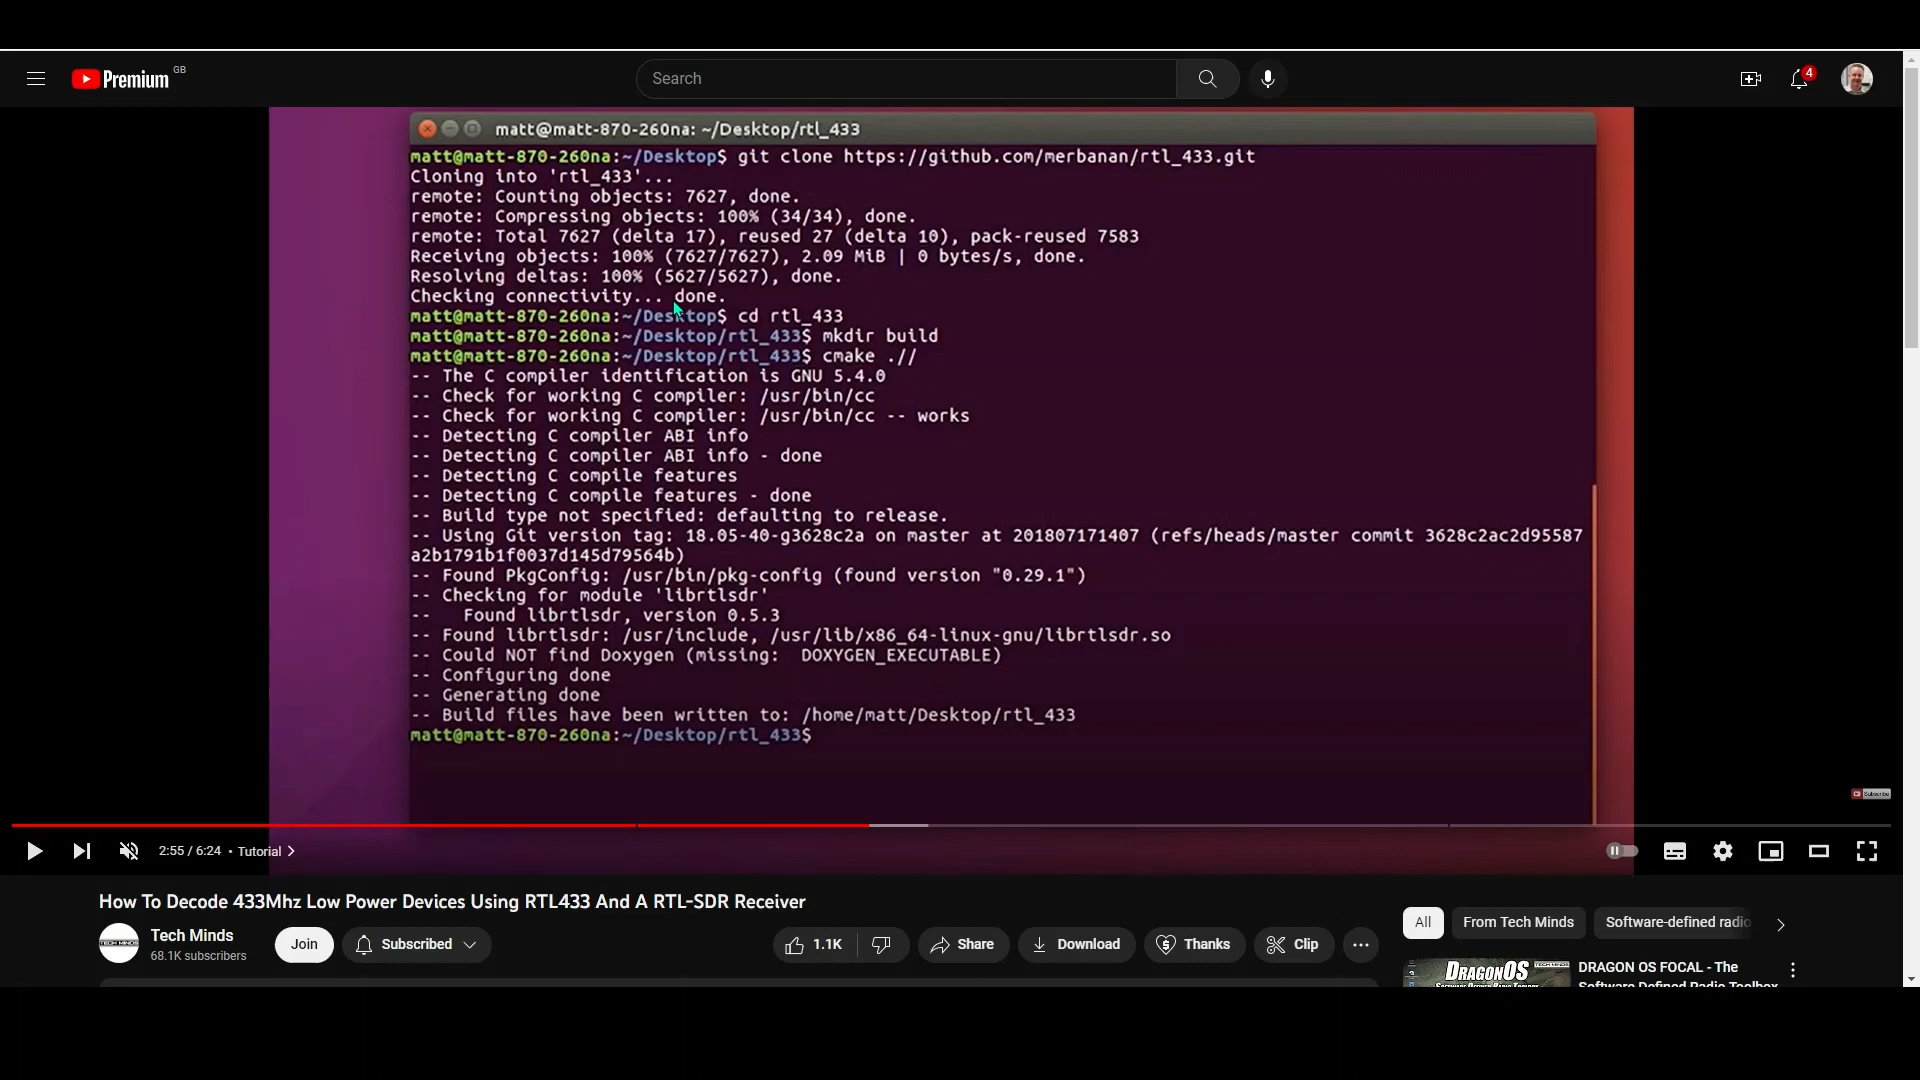 Premium GB
Search
4
matt@matt-870-260na: ~/Desktop/rtl_433
matt@matt-870-260na:~/Desktop$ git clone https://github.com/merbanan/rtl_433.git
Cloning into 'rtl_433'...
remote: Counting objects: 7627, done.
remote: Compressing objects: 100% (34/34), done.
remote: Total 7627 (delta 17), reused 27 (delta 10), pack-reused 7583
Receiving objects: 100% (7627/7627), 2.09 MiB | 0 bytes/s, done.
Resolving deltas: 100% (5627/5627), done.
Checking connectivity... done.
matt@matt-870-260na:~/Desktop$ cd rtl_433
matt@matt-870-260na:~/Desktop/rtl_433$ mkdir build
matt@matt-870-260na:~/Desktop/rtl_433$ cmake .//
-- The C compiler identification is GNU 5.4.0
-- Check for working C compiler: /usr/bin/cc
-- Check for working C compiler: /usr/bin/cc -- works
-- Detecting C compiler ABI info
-- Detecting C compiler ABI info - done
-- Detecting C compile features
-- Detecting C compile features - done
-- Build type not specified: defaulting to release.
-- Using Git version tag: 18.05-40-g3628c2a on master at 201807171407 (refs/heads/master commit 3628c2ac2d95587
a2b1791b1f0037d145d79564b)
-- Found PkgConfig: /usr/bin/pkg-config (found version "0.29.1")
-- Checking for module 'librtlsdr'
--   Found librtlsdr, version 0.5.3
-- Found librtlsdr: /usr/include, /usr/lib/x86_64-linux-gnu/librtlsdr.so
-- Could NOT find Doxygen (missing:  DOXYGEN_EXECUTABLE)
-- Configuring done
-- Generating done
-- Build files have been written to: /home/matt/Desktop/rtl_433
matt@matt-870-260na:~/Desktop/rtl_433$
Subscribe
2:55 / 6:24 • Tutorial
How To Decode 433Mhz Low Power Devices Using RTL433 And A RTL-SDR Receiver
TECH MINDS
Tech Minds
68.1K subscribers
Join
Subscribed
1.1K
Share
Download
Thanks
Clip
All
From Tech Minds
Software-defined radio
DRAGONOS
TECH MINDS
DRAGON OS FOCAL - The
Software Defined Radio Toolbox